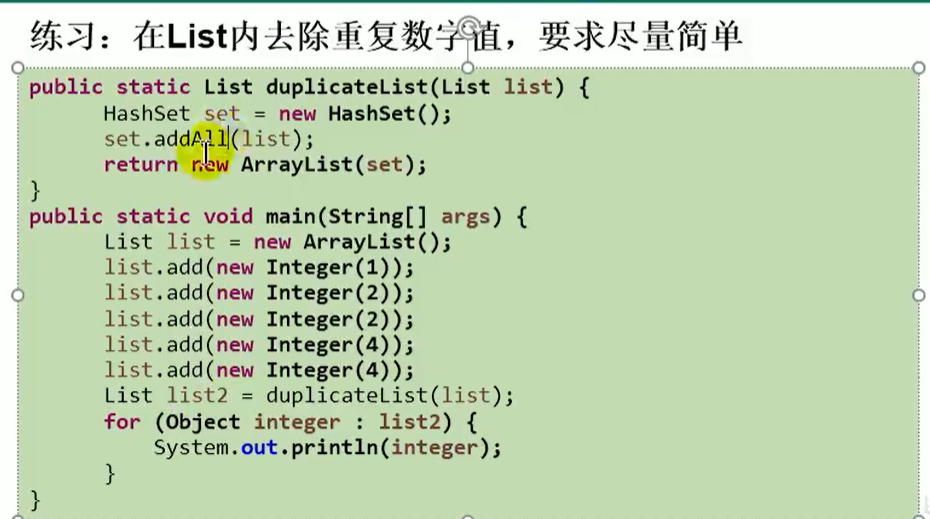 练习：在List内去除重复数字值，要求尽量简单
public static List duplicateList(List list) {
HashSet set = new HashSet();
set.addAll(list);
return new ArrayList(set);
}
public static void main(String[] args) {
List list = new ArrayList();
list.add(new Integer(1));
list.add(new Integer(2));
list.add(new Integer(2));
list.add(new Integer(4));
list.add(new Integer(4));
List list2 = duplicateList(list);
for (Object integer : list2) {
System.out.println(integer);
}
}